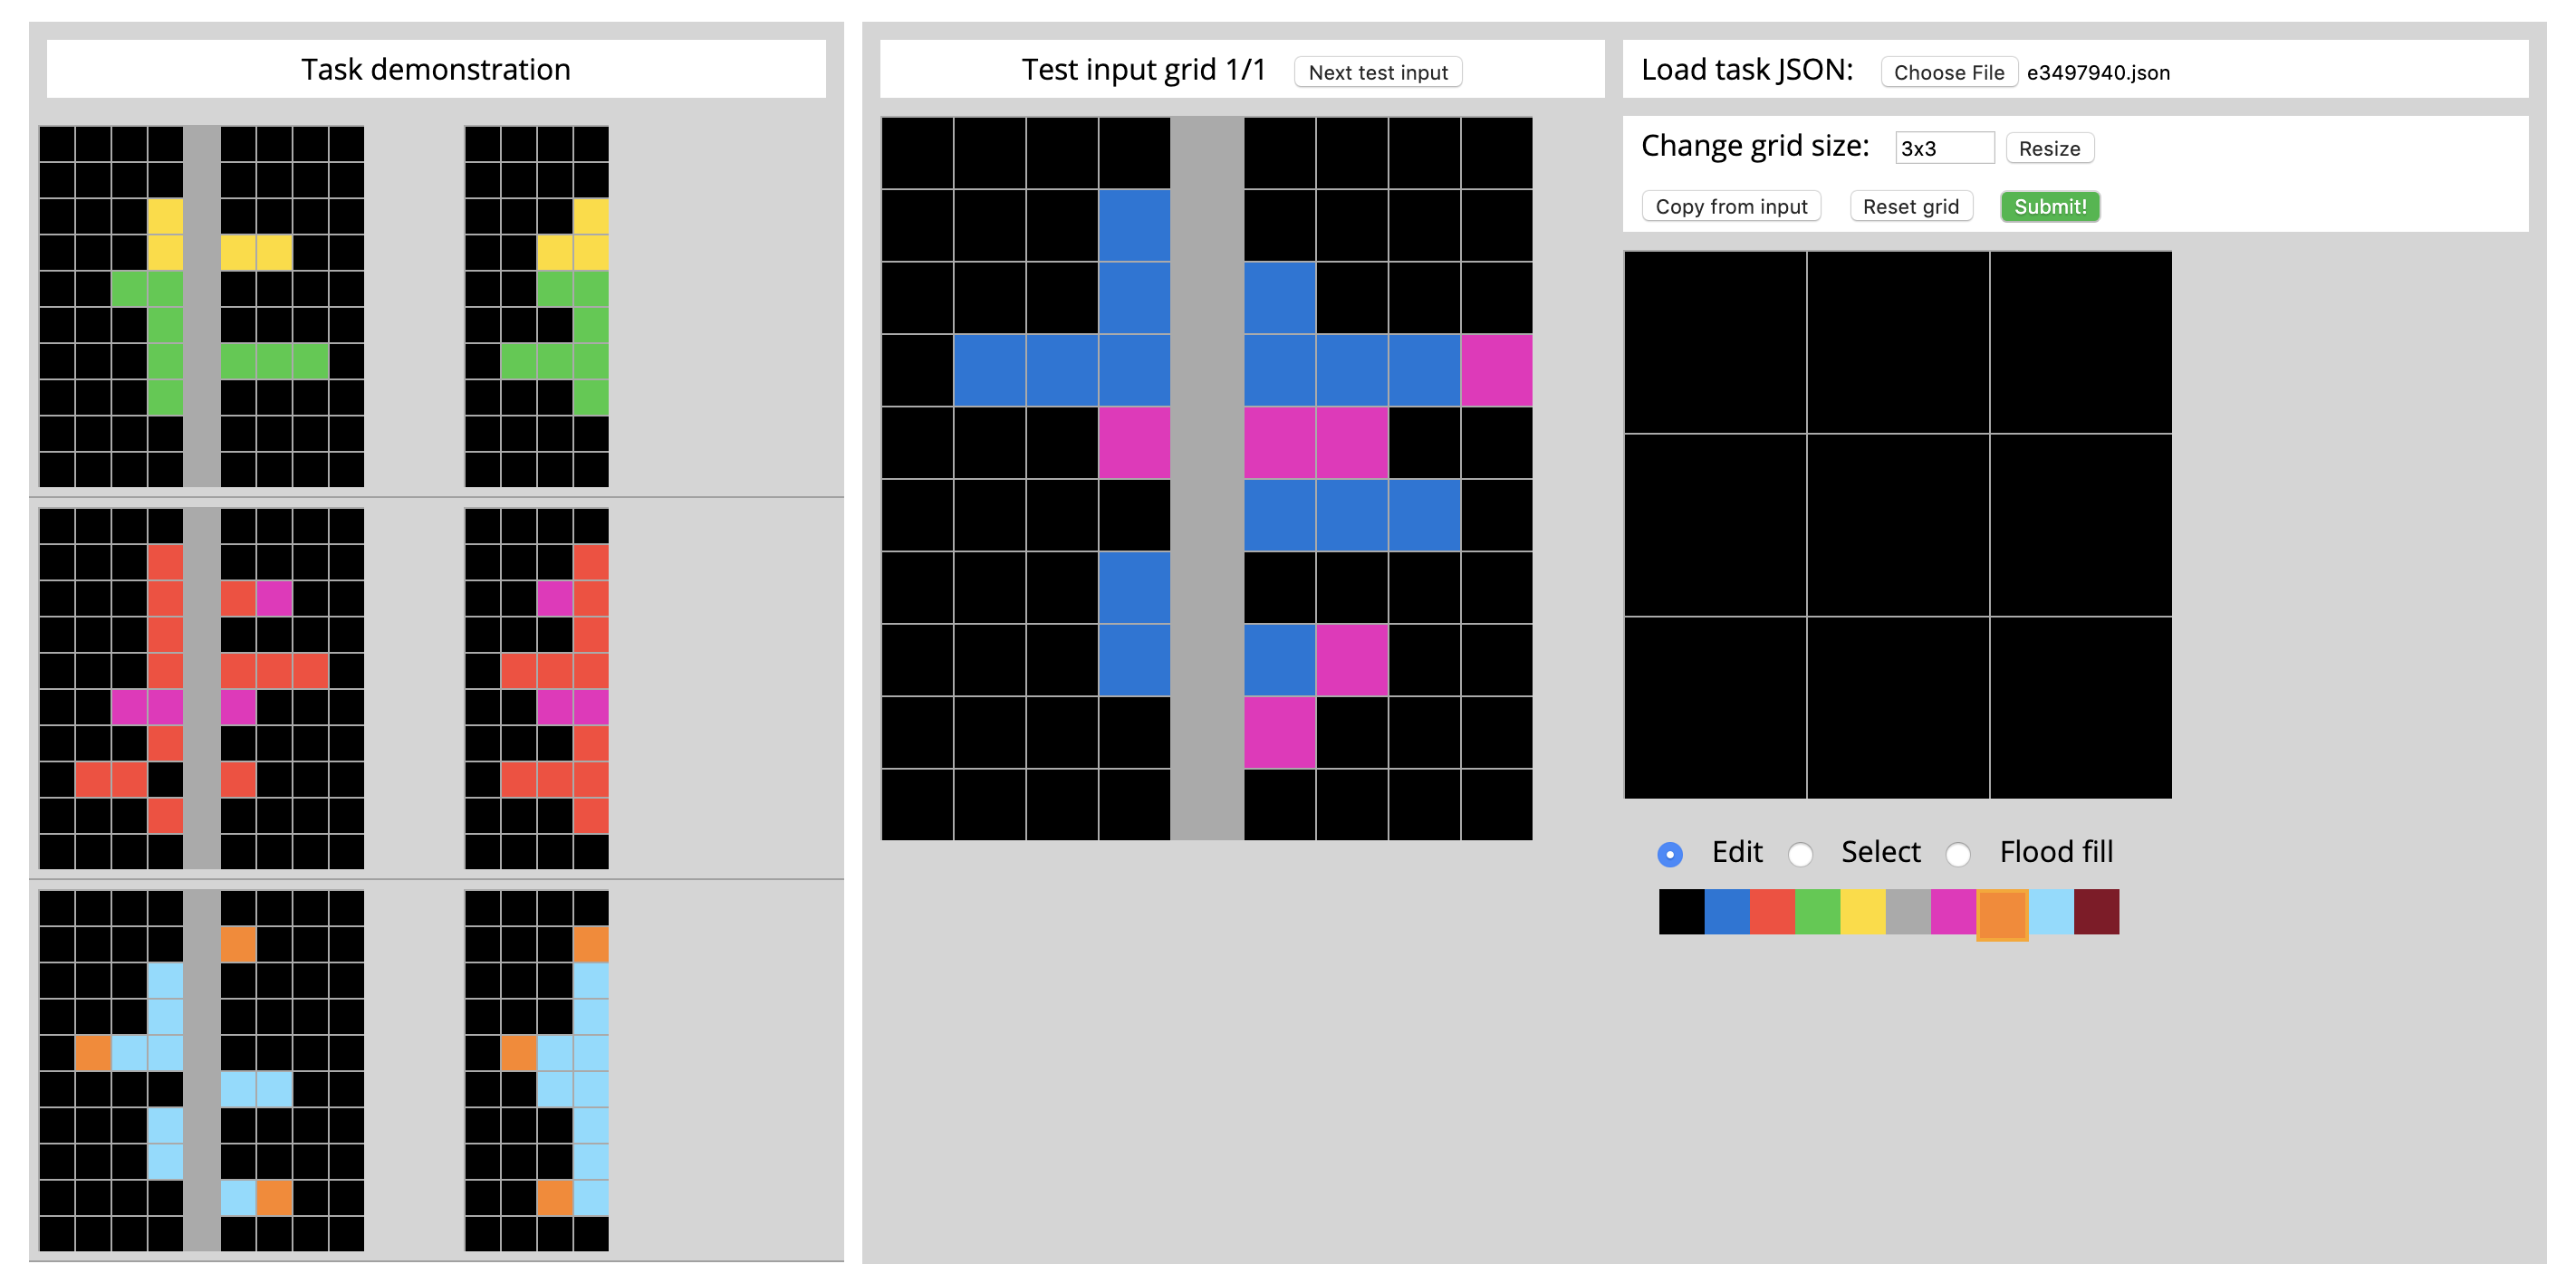 Task demonstration
Test input grid 1/1 Next test input
Load task JSON: Choose File e3497940.json
Change grid size: 3x3 Resize
Copy from input Reset grid Submit!
Edit Select Flood fill